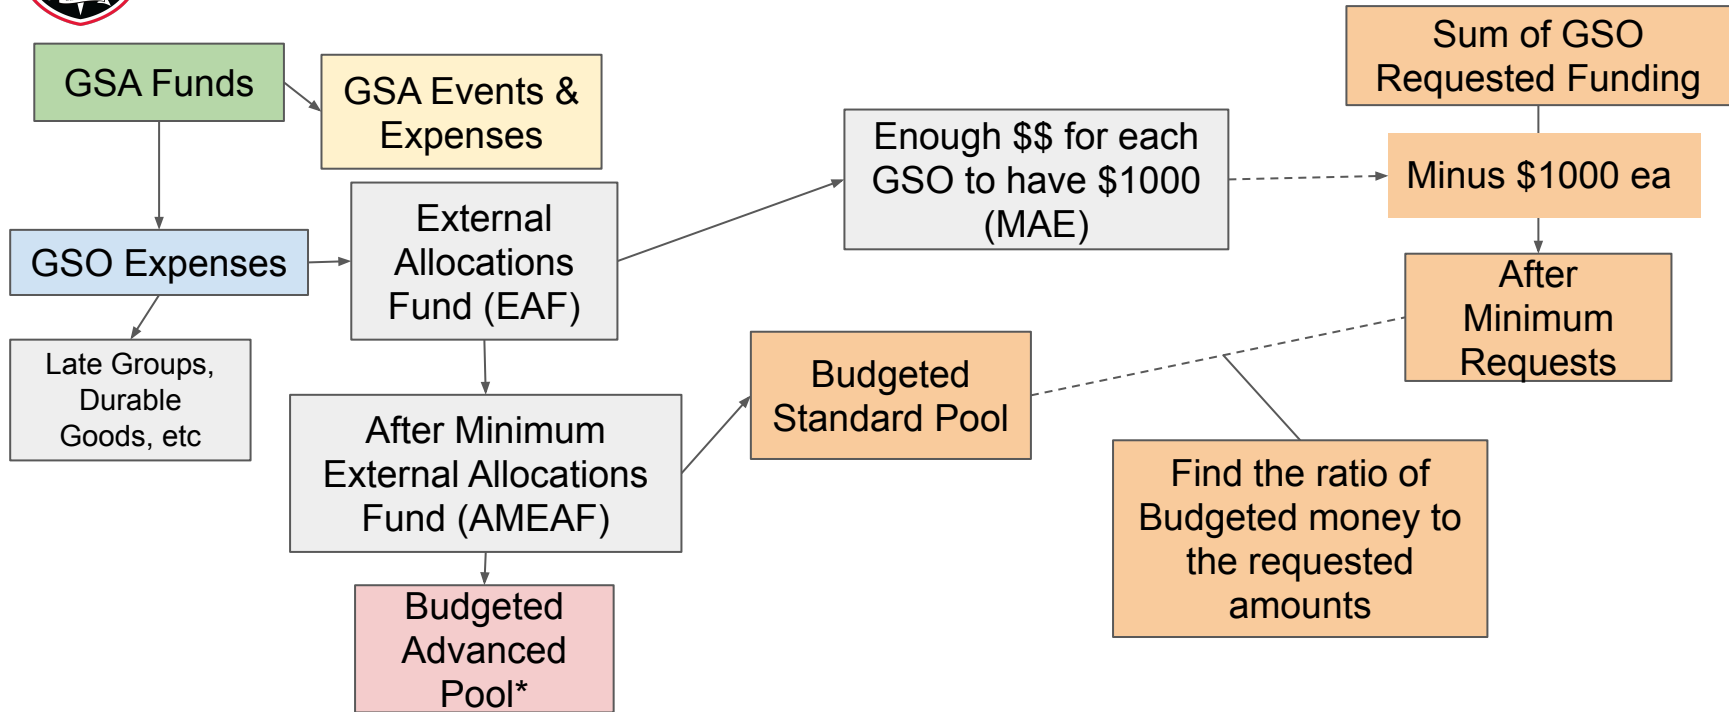 GSA Funds
GSA Events &
Expenses
Sum of GSO
Requested Funding
Enough $$ for each
GSO to have $1000
(MAE)
Minus $1000 ea
GSO Expenses
External
Allocations
Fund (EAF)
After
Minimum
Requests
Late Groups,
Durable
Goods, etc
After Minimum
External Allocations
Fund (AMEAF)
Budgeted
Standard Pool
Find the ratio of
Budgeted money to
the requested
amounts
Budgeted
Advanced
Pool*